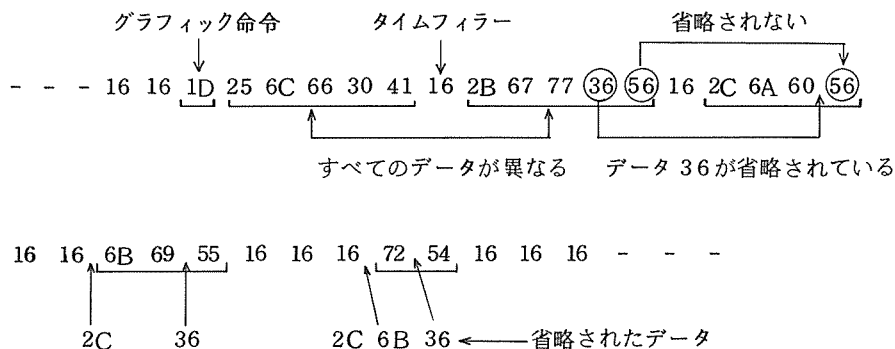 グラフィック命令 タイムフィラー 省略されない
- - - 16 16 1D 25 6C 66 30 41 16 2B 67 77 36 56 16 2C 6A 60 56
すべてのデータが異なる データ 36が省略されている
16 16 6B 69 55 16 16 16 72 54 16 16 16 - - -
2C 36 2C 6B 36 省略されたデータ